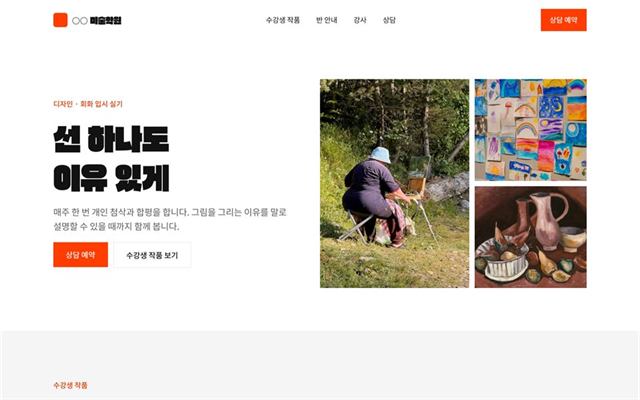 ○○ 미술학원
수강생 작품
반 안내
강사
상담
상담 예약
디자인 · 회화 입시 실기
선 하나도
이유 있게
매주 한 번 개인 첨삭과 합평을 합니다. 그림을 그리는 이유를 말로
설명할 수 있을 때까지 함께 봅니다.
상담 예약
수강생 작품 보기
수강생 작품